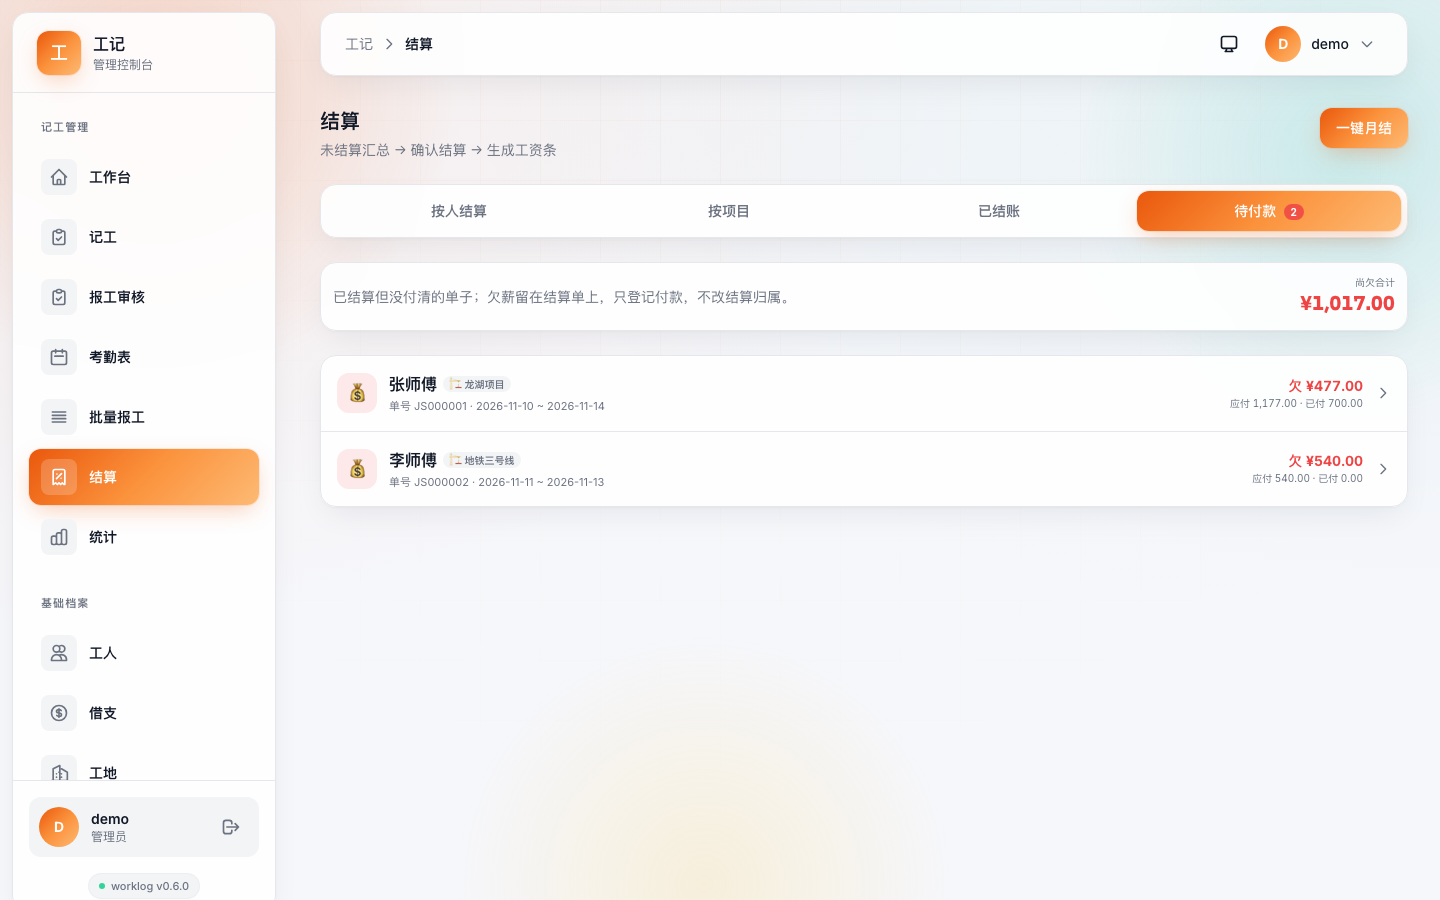 工
工记
管理控制台
记工管理
工作台
记工
报工审核
考勤表
批量报工
结算
统计
基础档案
工人
借支
工地
D
demo
管理员
worklog v0.6.0
工记 > 结算
D demo
结算
未结算汇总 → 确认结算 → 生成工资条
一键月结
按人结算 按项目 已结账 待付款 2
已结算但没付清的单子；欠薪留在结算单上，只登记付款，不改结算归属。
尚欠合计
¥1,017.00
张师傅 龙湖项目
单号 JS000001 · 2026-11-10 ~ 2026-11-14
欠 ¥477.00
应付 1,177.00 · 已付 700.00
李师傅 地铁三号线
单号 JS000002 · 2026-11-11 ~ 2026-11-13
欠 ¥540.00
应付 540.00 · 已付 0.00